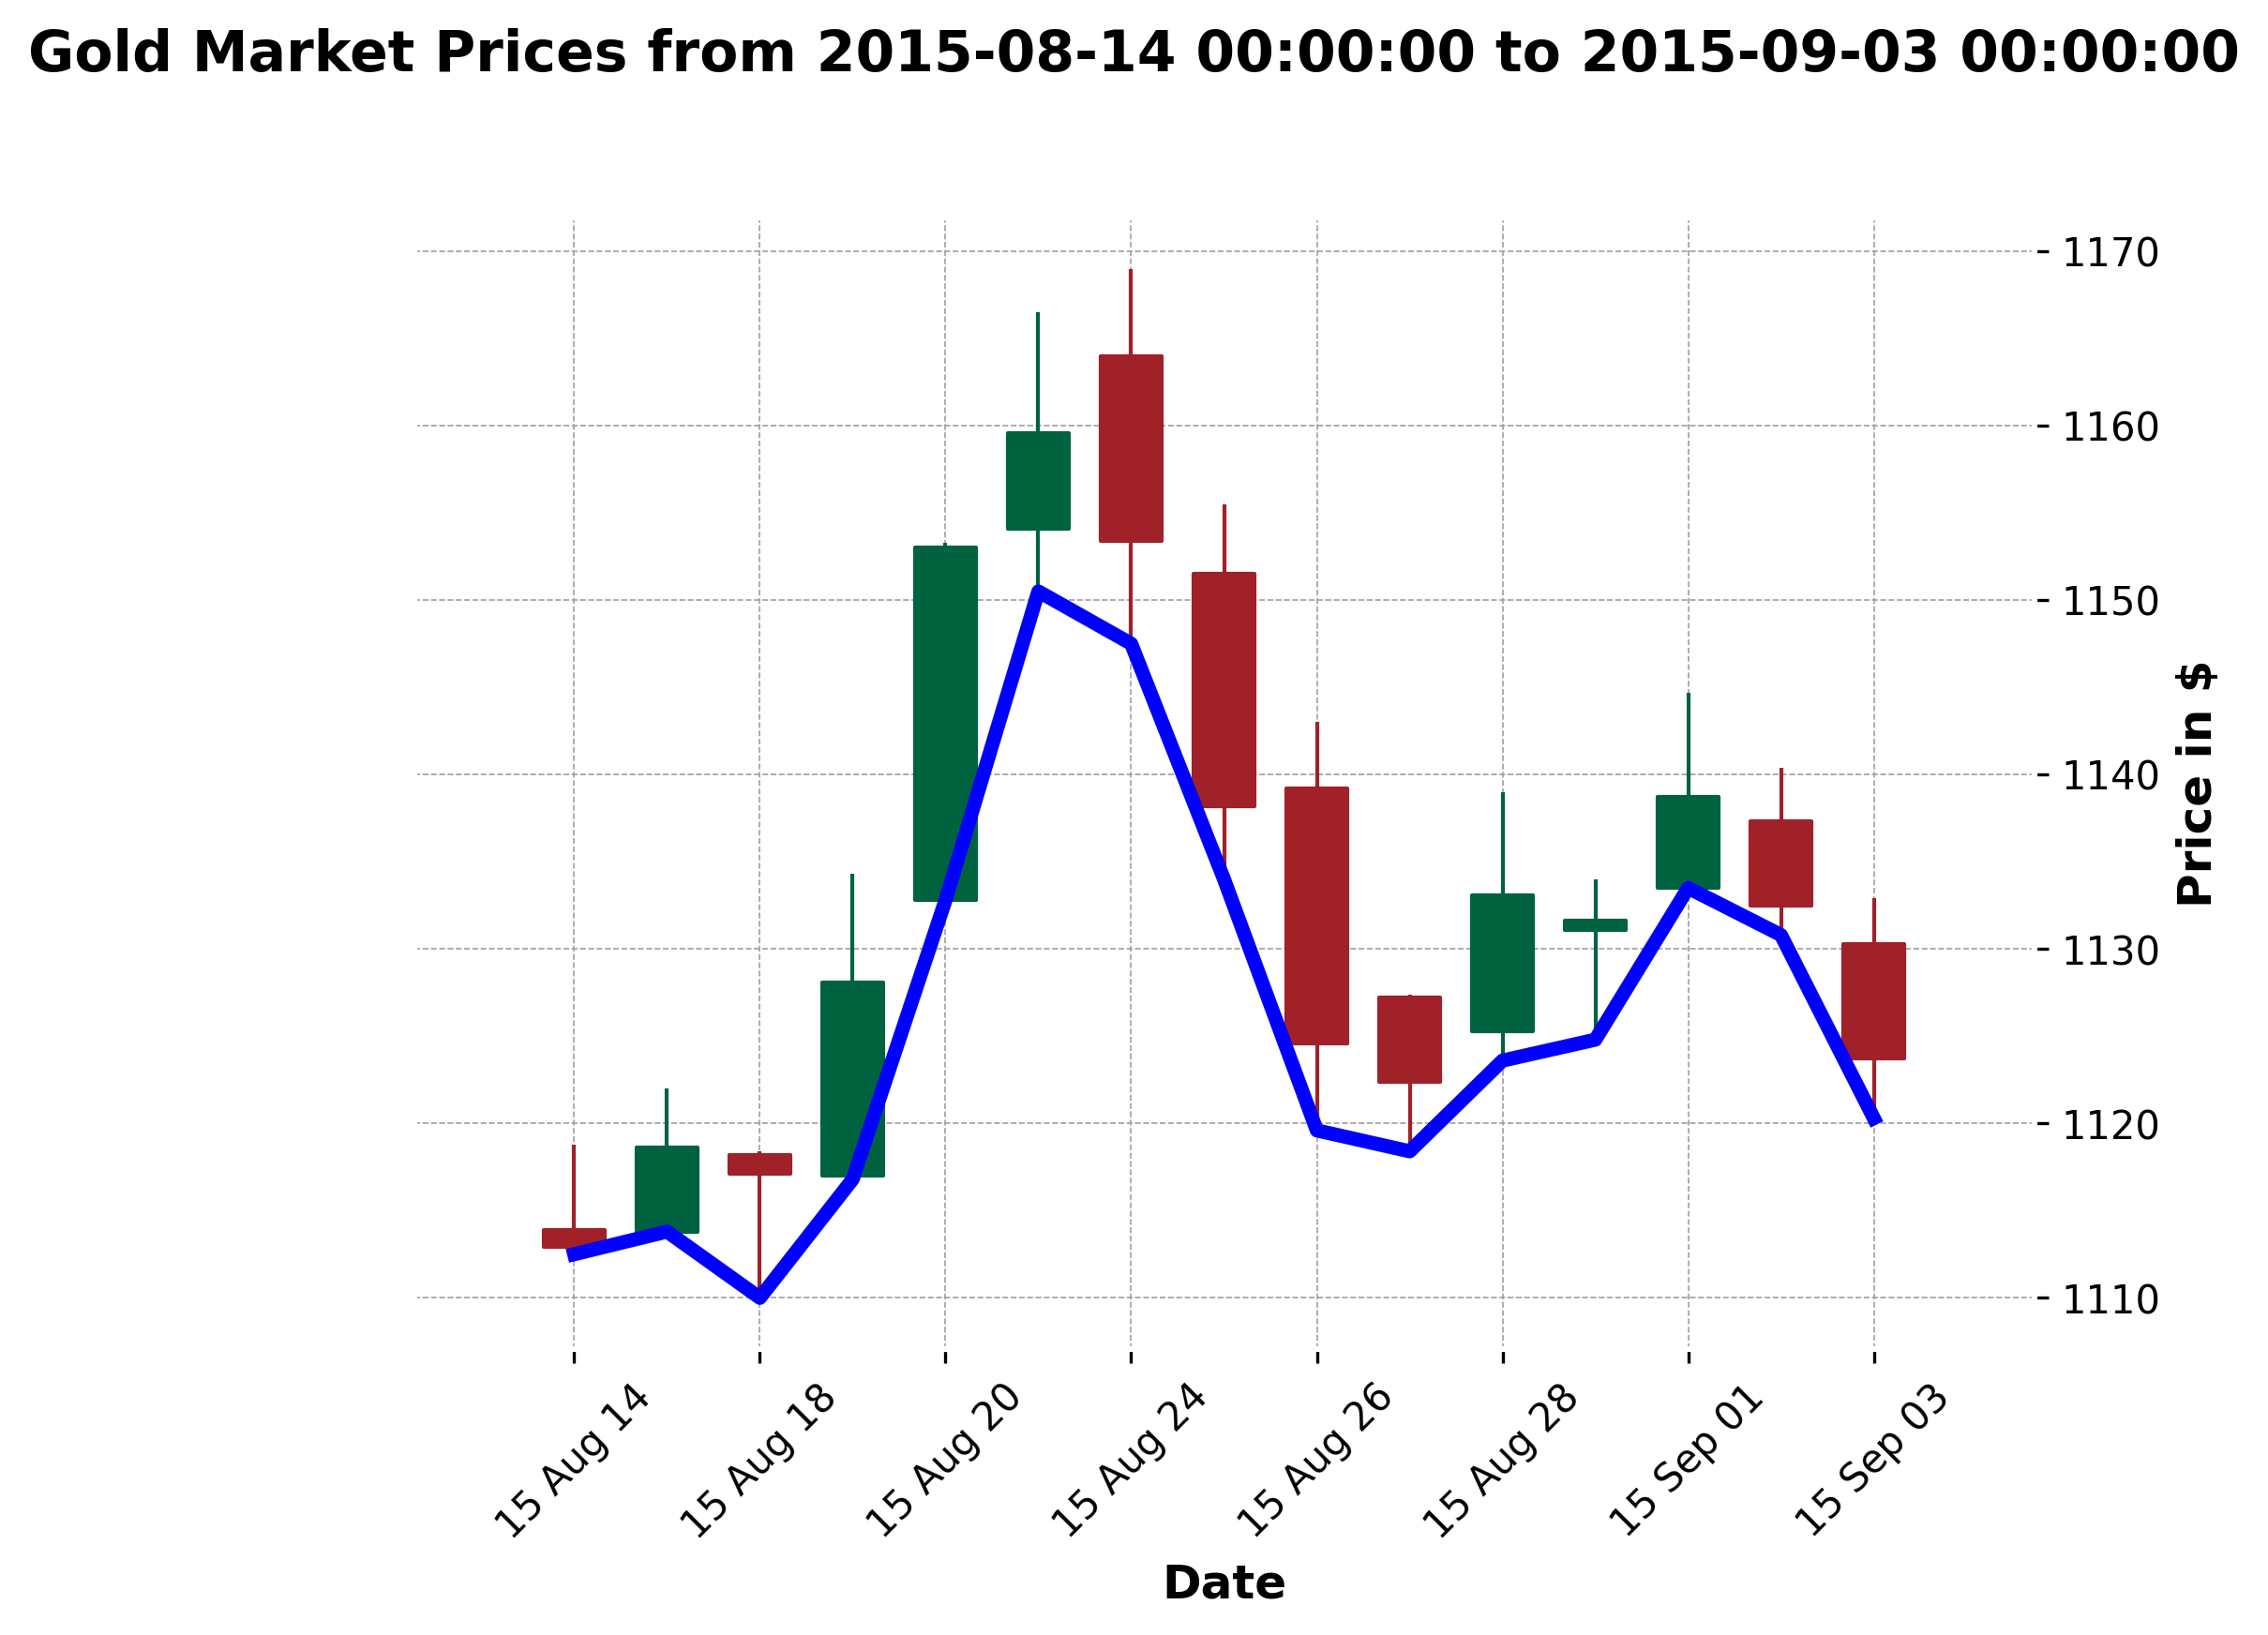 Gold Market Prices from 2015-08-14 00:00:00 to 2015-09-03 00:00:00
1170
1160
1150
1140
1130
1120
1110
Price in $
15 Aug 14
15 Aug 18
15 Aug 20
15 Aug 24
15 Aug 26
15 Aug 28
15 Sep 01
15 Sep 03
Date